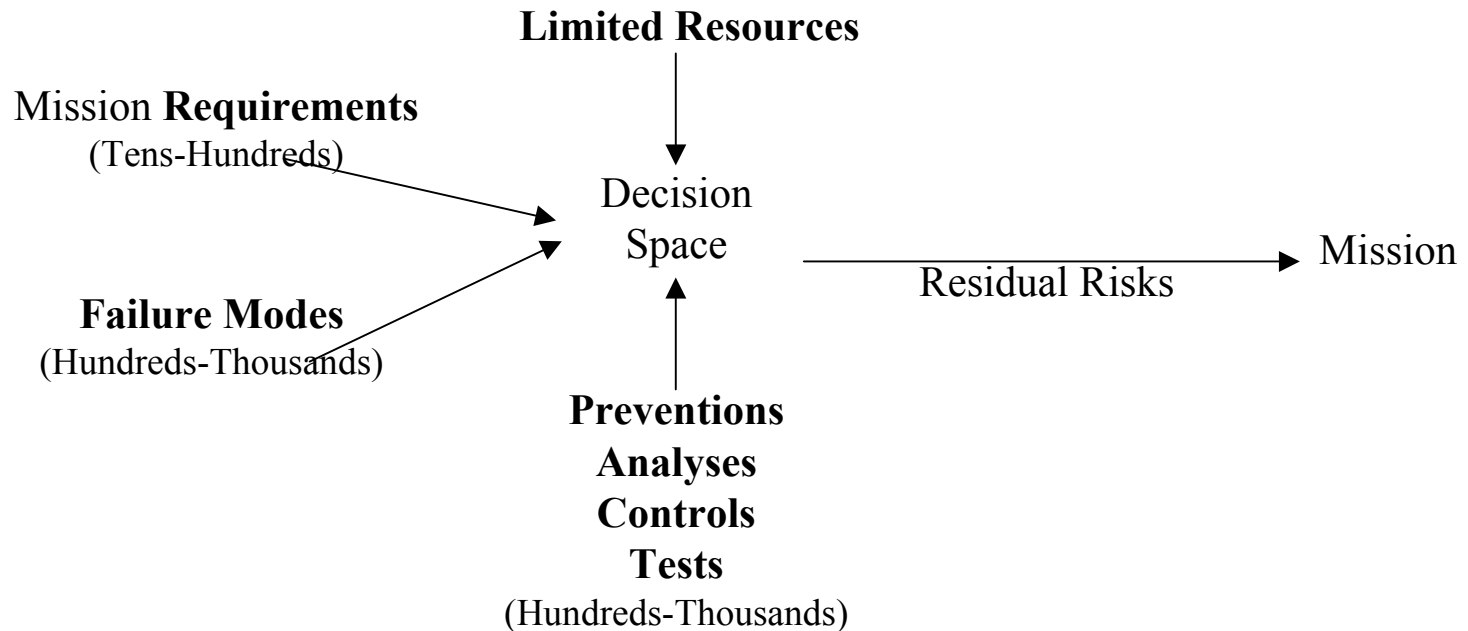 Limited Resources
Mission Requirements
(Tens-Hundreds)
Decision
Space
Failure Modes
(Hundreds-Thousands)
Residual Risks
Mission
Preventions
Analyses
Controls
Tests
(Hundreds-Thousands)